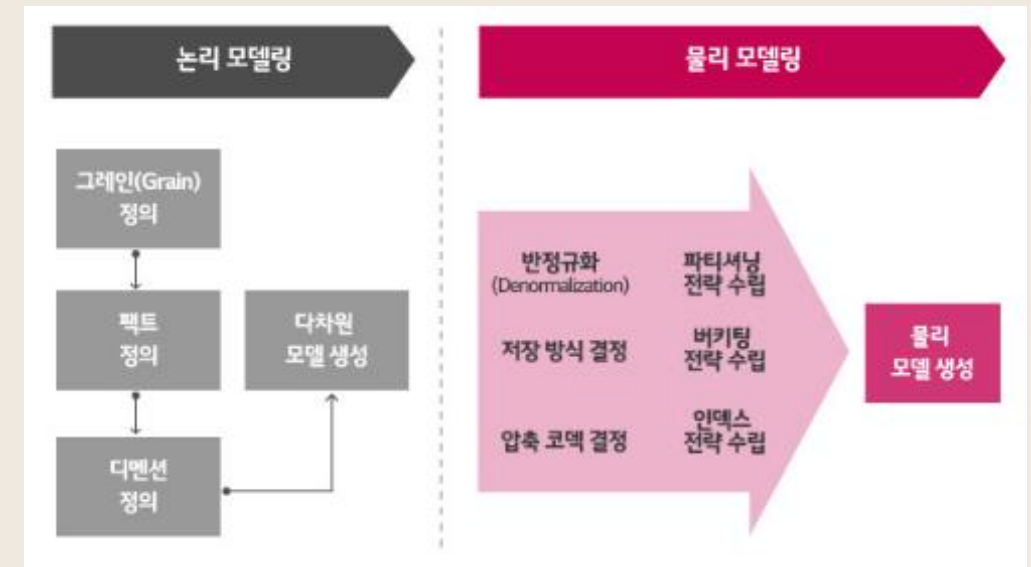 논리 모델링
물리 모델링
그레인(Grain)
정의
팩트
정의
디멘션
정의
다차원
모델 생성
반정규화
(Denormalization)
파티셔닝
전략 수립
저장 방식 결정
버키팅
전략 수립
압축 코덱 결정
인덱스
전략 수립
물리
모델 생성